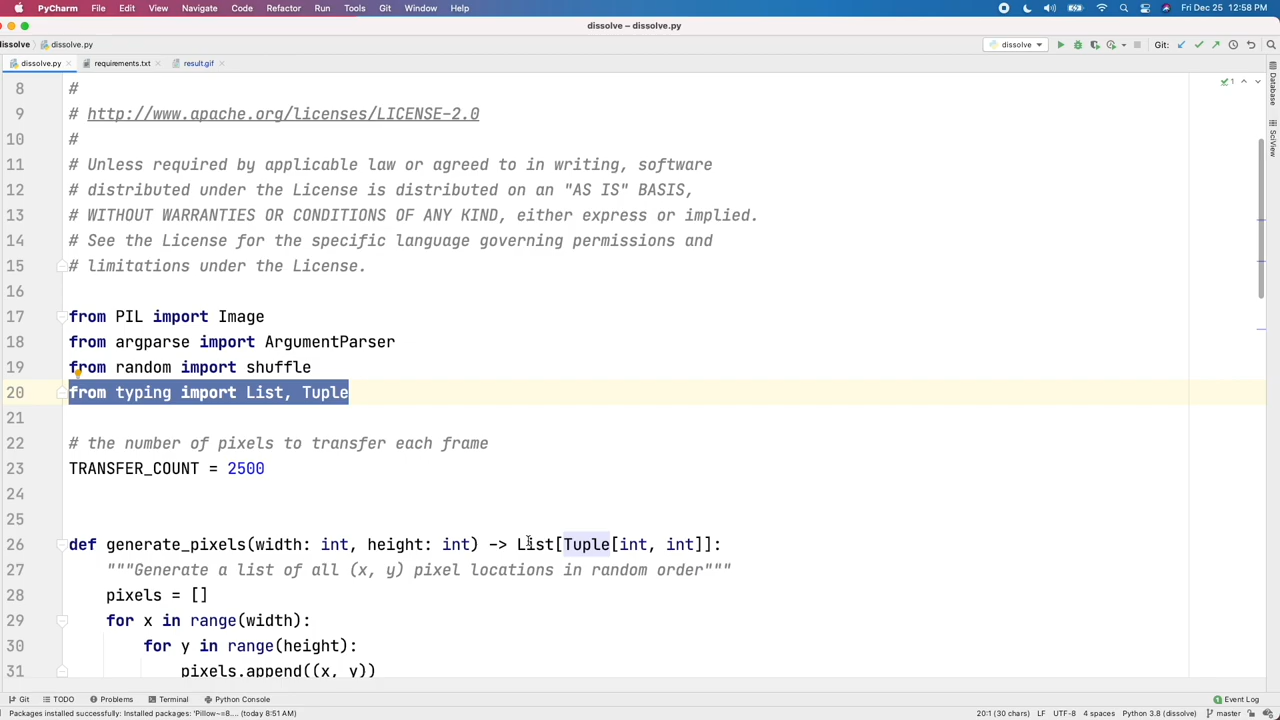 PyCharm File Edit View Navigate Code Refactor Run Tools Git Window Help Fri Dec 25 12:58 PM
dissolve – dissolve.py
dissolve dissolve.py dissolve Git:
dissolve.py requirements.txt result.gif
8 #
9 # http://www.apache.org/licenses/LICENSE-2.0
10 #
11 # Unless required by applicable law or agreed to in writing, software
12 # distributed under the License is distributed on an "AS IS" BASIS,
13 # WITHOUT WARRANTIES OR CONDITIONS OF ANY KIND, either express or implied.
14 # See the License for the specific language governing permissions and
15 # limitations under the License.
16
17 from PIL import Image
18 from argparse import ArgumentParser
19 from random import shuffle
20 from typing import List, Tuple
21
22 # the number of pixels to transfer each frame
23 TRANSFER_COUNT = 2500
24
25
26 def generate_pixels(width: int, height: int) -> List[Tuple[int, int]]:
27 """Generate a list of all (x, y) pixel locations in random order"""
28 pixels = []
29 for x in range(width):
30 for y in range(height):
31 pixels.append((x, y))
1
Database
SciView
Git TODO Problems Terminal Python Console Event Log
Packages installed successfully: Installed packages: 'Pillow~=8.... (today 8:51 AM) 20:1 (30 chars) LF UTF-8 4 spaces Python 3.8 (dissolve) master